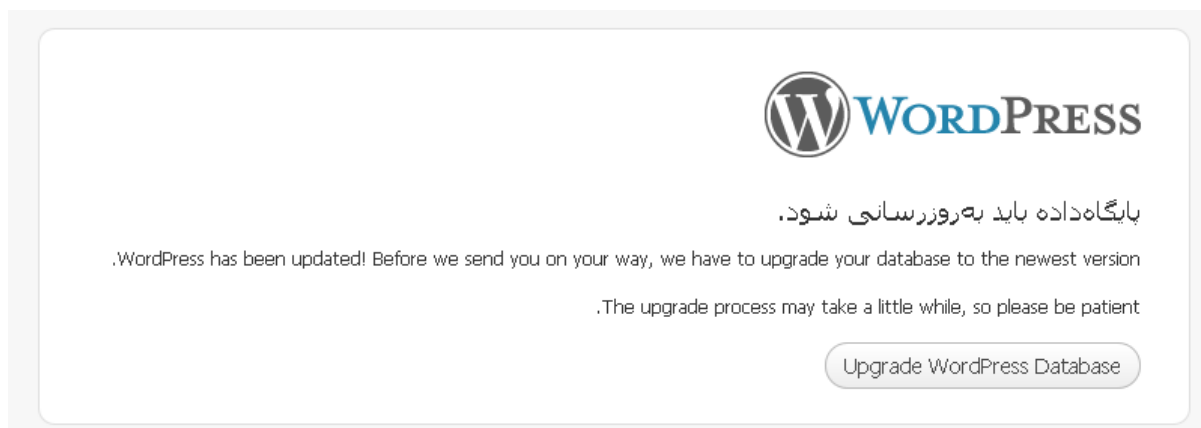 WORDPRESS
پایگاه‌داده باید به‌روزرسانی شود.
WordPress has been updated! Before we send you on your way, we have to upgrade your database to the newest version.
The upgrade process may take a little while, so please be patient.
Upgrade WordPress Database